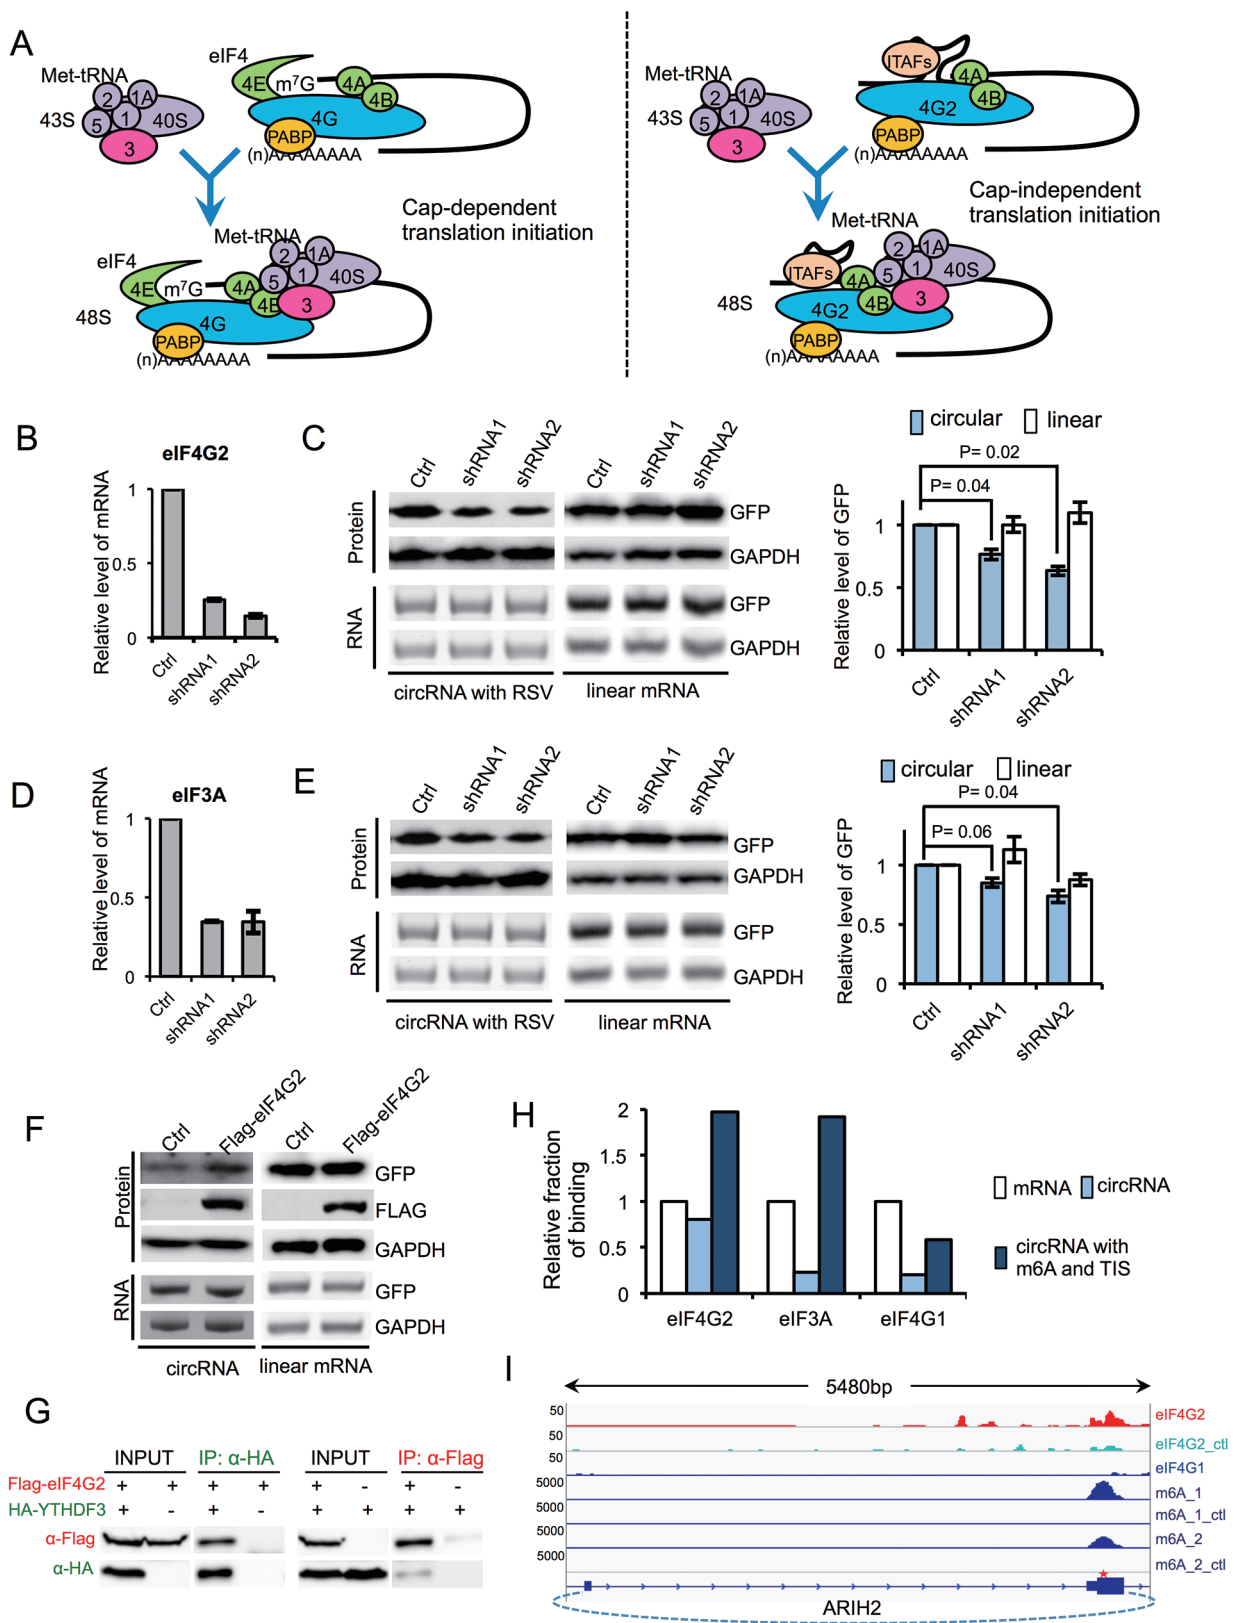 A
eIF4
Met-tRNA
2
1A
4E
m⁷G
4A
4B
43S
5
1
40S
4G
3
PABP
(n)AAAAAAAA
Cap-dependent
translation initiation
Met-tRNA
eIF4
2
1A
4E
m⁷G
4A
5
1
40S
4B
3
48S
4G
PABP
(n)AAAAAAAA
ITAFs
Met-tRNA
2
1A
4A
4B
43S
5
1
40S
4G2
3
PABP
(n)AAAAAAAA
Cap-independent
translation initiation
Met-tRNA
2
1A
ITAFs
4A
5
1
40S
4B
3
48S
4G2
PABP
(n)AAAAAAAA
B
eIF4G2
Relative level of mRNA
1
0.5
0
Ctrl
shRNA1
shRNA2
C
Ctrl
shRNA1
shRNA2
Ctrl
shRNA1
shRNA2
Protein
GFP
GAPDH
RNA
GFP
GAPDH
circRNA with RSV
linear mRNA
circular
linear
P= 0.02
P= 0.04
Relative level of GFP
1
0.5
0
Ctrl
shRNA1
shRNA2
D
eIF3A
Relative level of mRNA
1
0.5
0
Ctrl
shRNA1
shRNA2
E
Ctrl
shRNA1
shRNA2
Ctrl
shRNA1
shRNA2
Protein
GFP
GAPDH
RNA
GFP
GAPDH
circRNA with RSV
linear mRNA
circular
linear
P= 0.04
P= 0.06
Relative level of GFP
1
0.5
0
Ctrl
shRNA1
shRNA2
F
Ctrl
Flag-eIF4G2
Ctrl
Flag-eIF4G2
Protein
GFP
FLAG
GAPDH
RNA
GFP
GAPDH
circRNA
linear mRNA
G
INPUT
IP: α-HA
INPUT
IP: α-Flag
Flag-eIF4G2 + + + + + - + -
HA-YTHDF3 + - + - + + + +
α-Flag
α-HA
H
Relative fraction
of binding
2
1.5
1
0.5
0
eIF4G2
eIF3A
eIF4G1
mRNA
circRNA
circRNA with
m6A and TIS
I
5480bp
50
eIF4G2
50
eIF4G2_ctl
50
eIF4G1
5000
m6A_1
5000
m6A_1_ctl
5000
m6A_2
5000
m6A_2_ctl
ARIH2